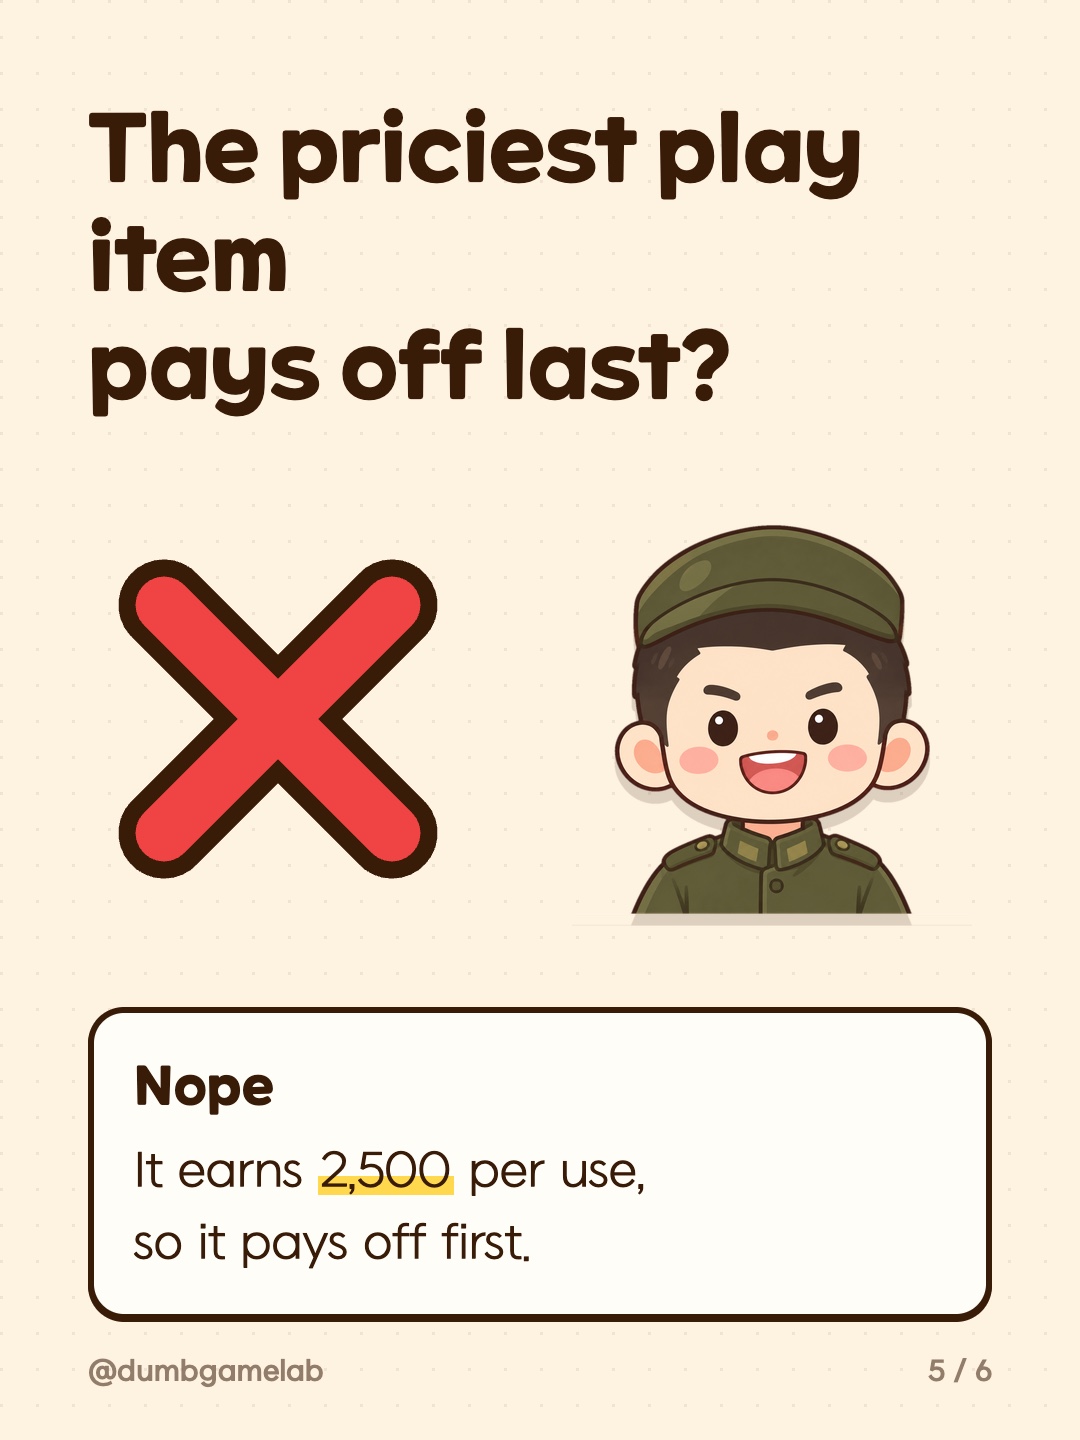 The priciest play
item
pays off last?
Nope
It earns 2,500 per use,
so it pays off first.
@dumbgamelab
5 / 6